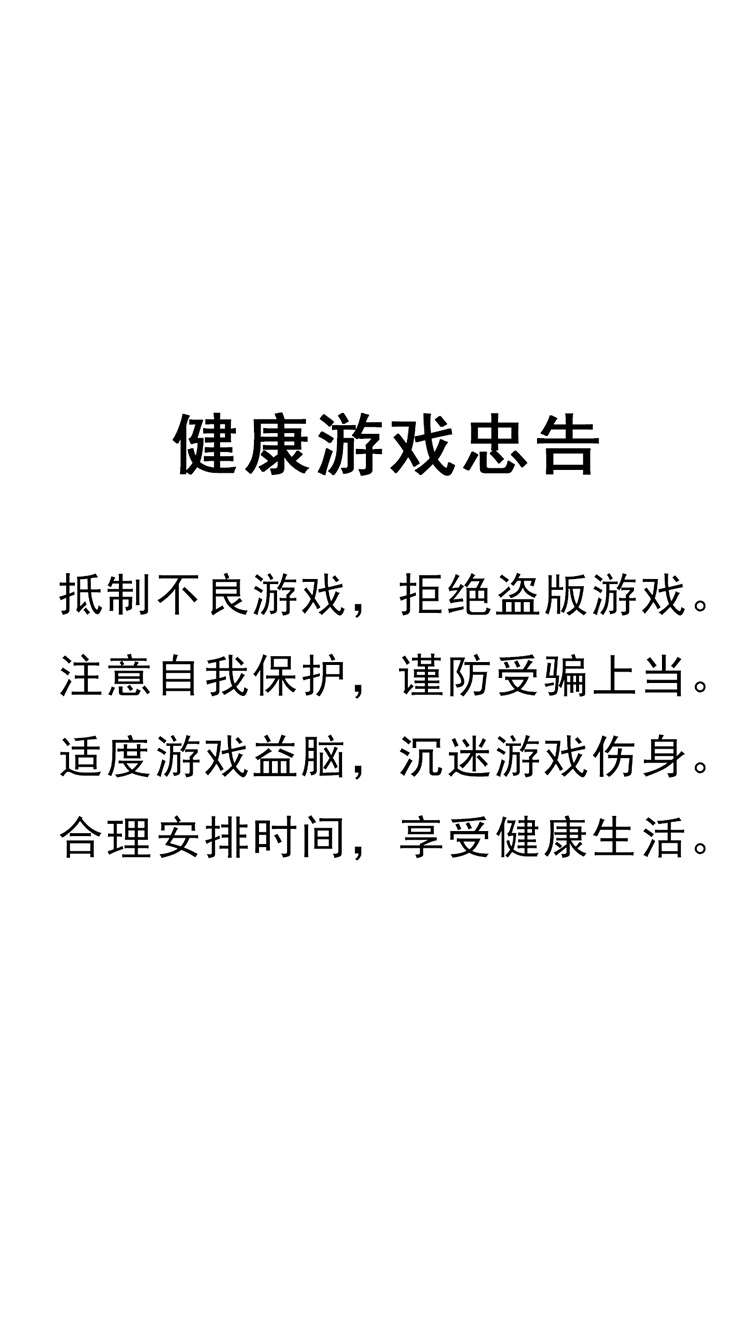 健康游戏忠告
抵制不良游戏，拒绝盗版游戏。
注意自我保护，谨防受骗上当。
适度游戏益脑，沉迷游戏伤身。
合理安排时间，享受健康生活。